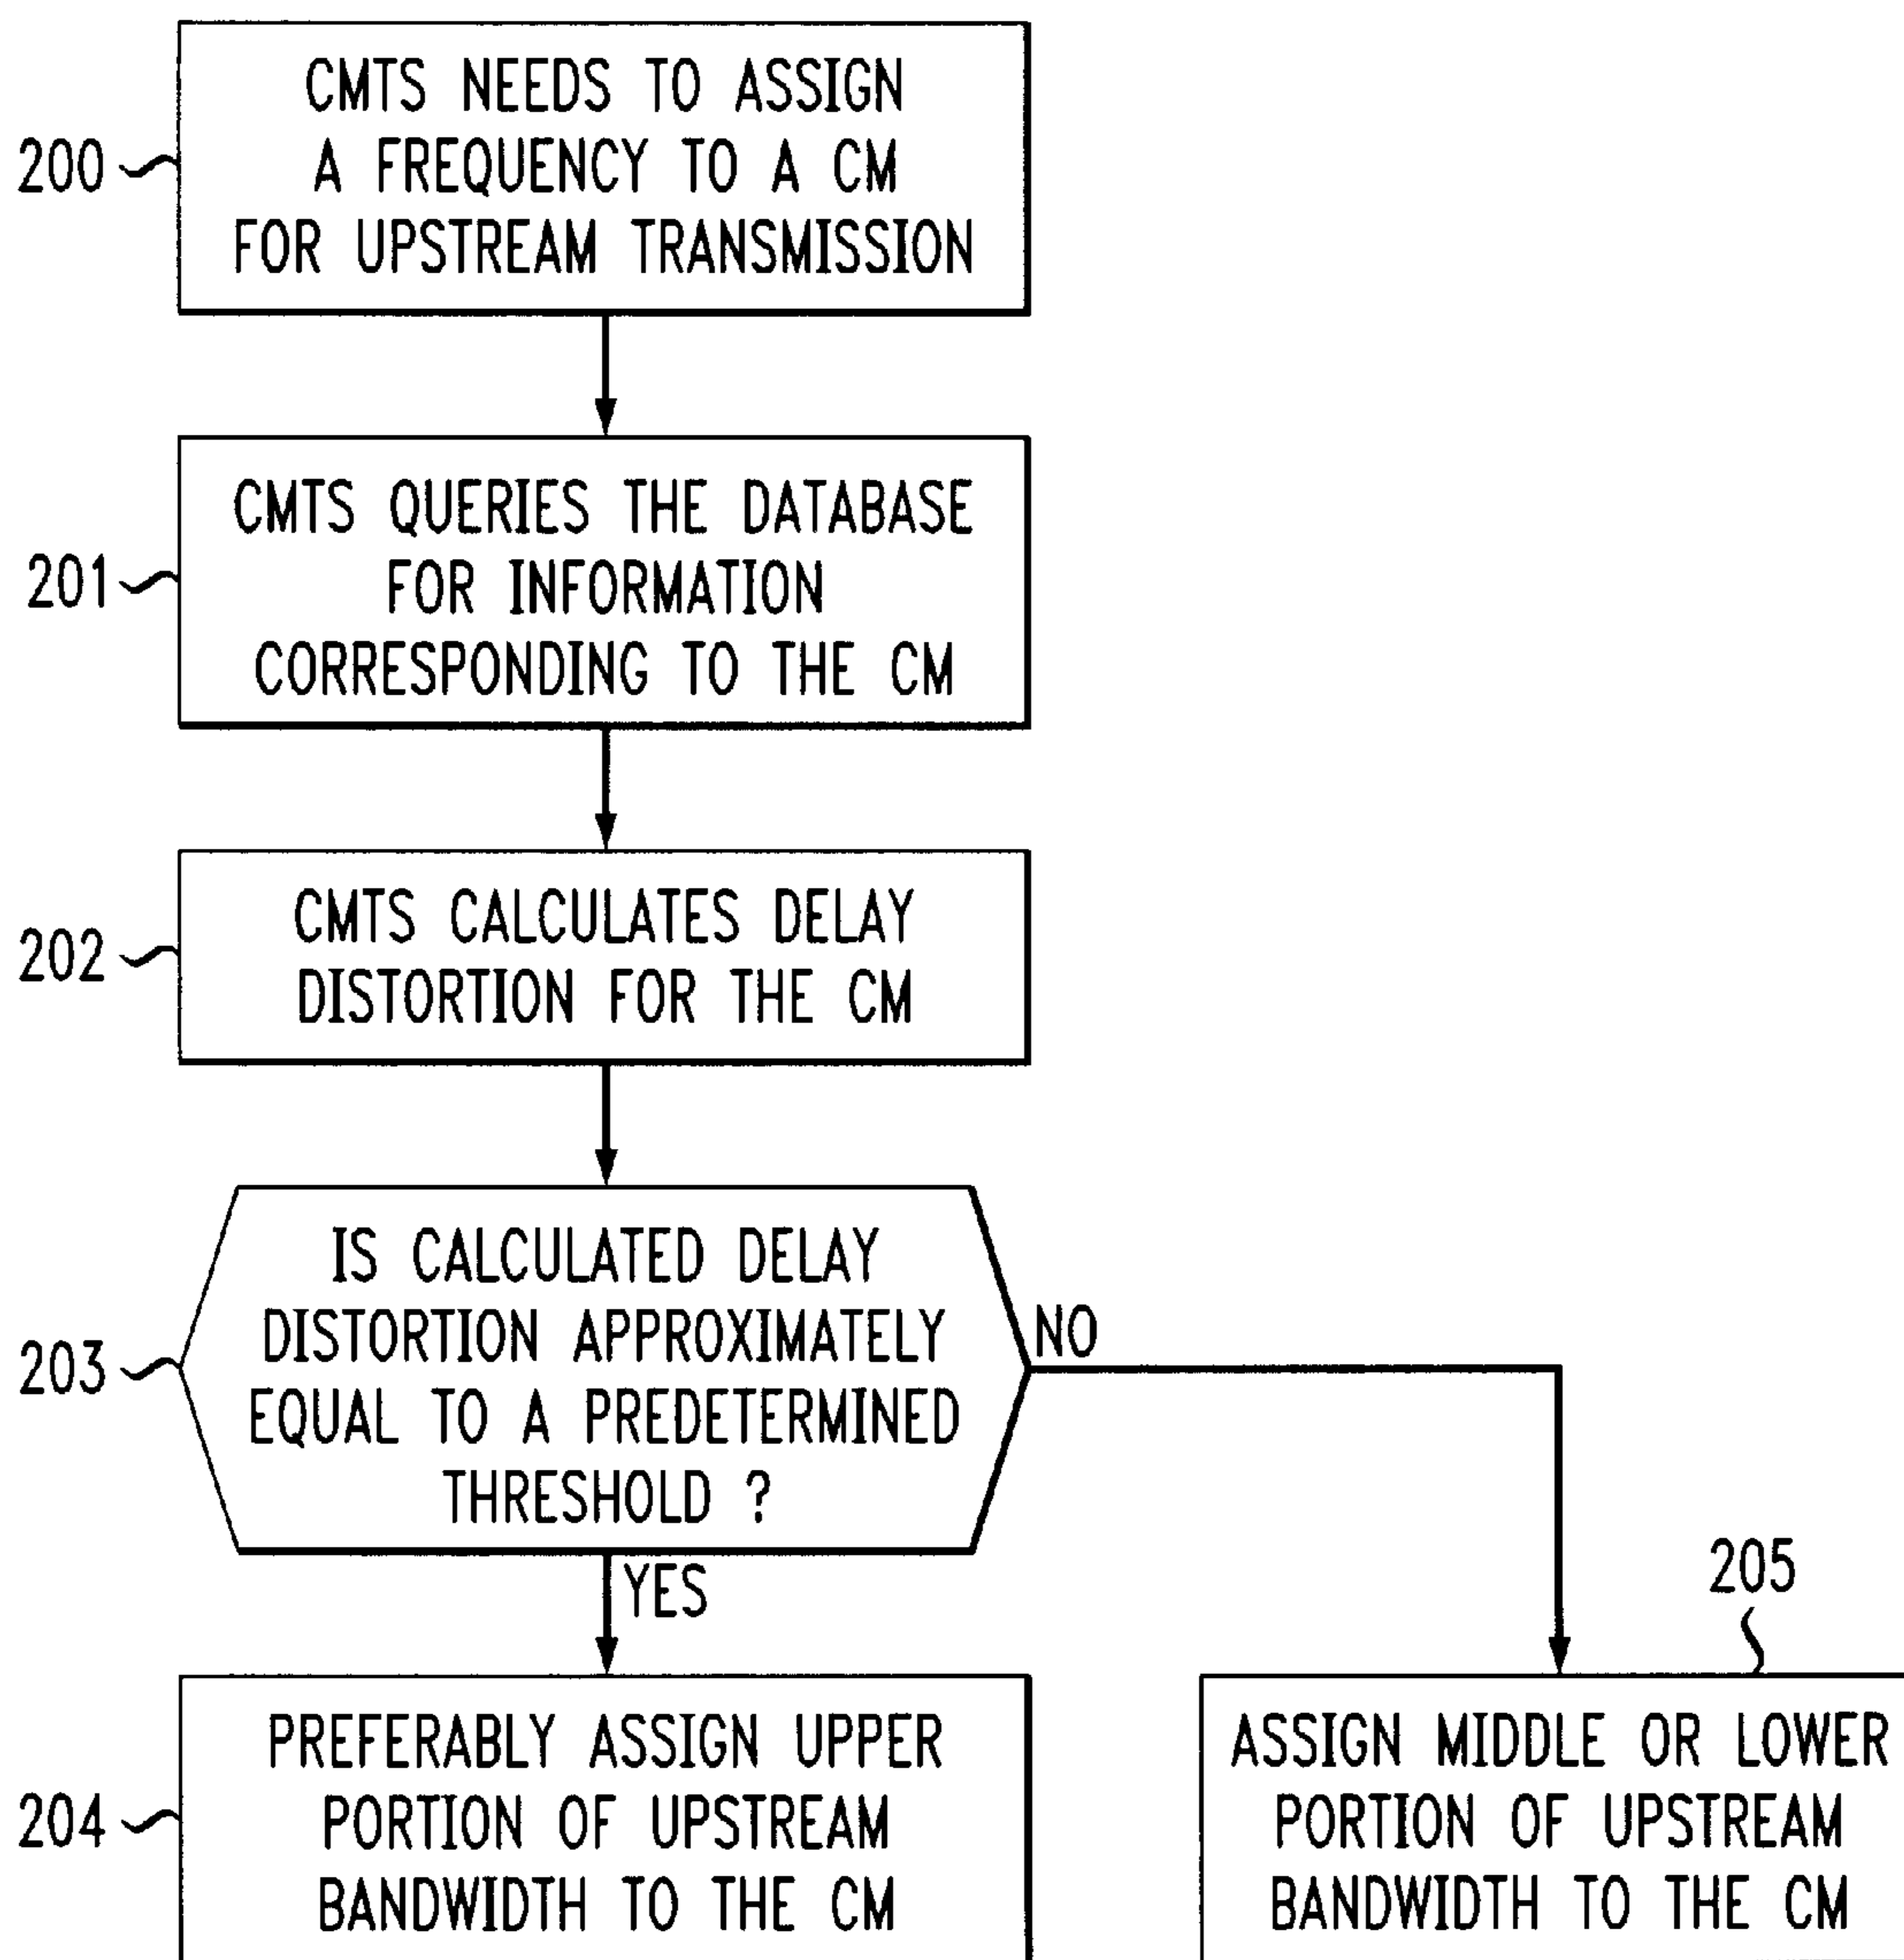 200
CMTS NEEDS TO ASSIGN
A FREQUENCY TO A CM
FOR UPSTREAM TRANSMISSION
201
CMTS QUERIES THE DATABASE
FOR INFORMATION
CORRESPONDING TO THE CM
202
CMTS CALCULATES DELAY
DISTORTION FOR THE CM
203
IS CALCULATED DELAY
DISTORTION APPROXIMATELY
EQUAL TO A PREDETERMINED
THRESHOLD ?
NO
YES
204
PREFERABLY ASSIGN UPPER
PORTION OF UPSTREAM
BANDWIDTH TO THE CM
205
ASSIGN MIDDLE OR LOWER
PORTION OF UPSTREAM
BANDWIDTH TO THE CM